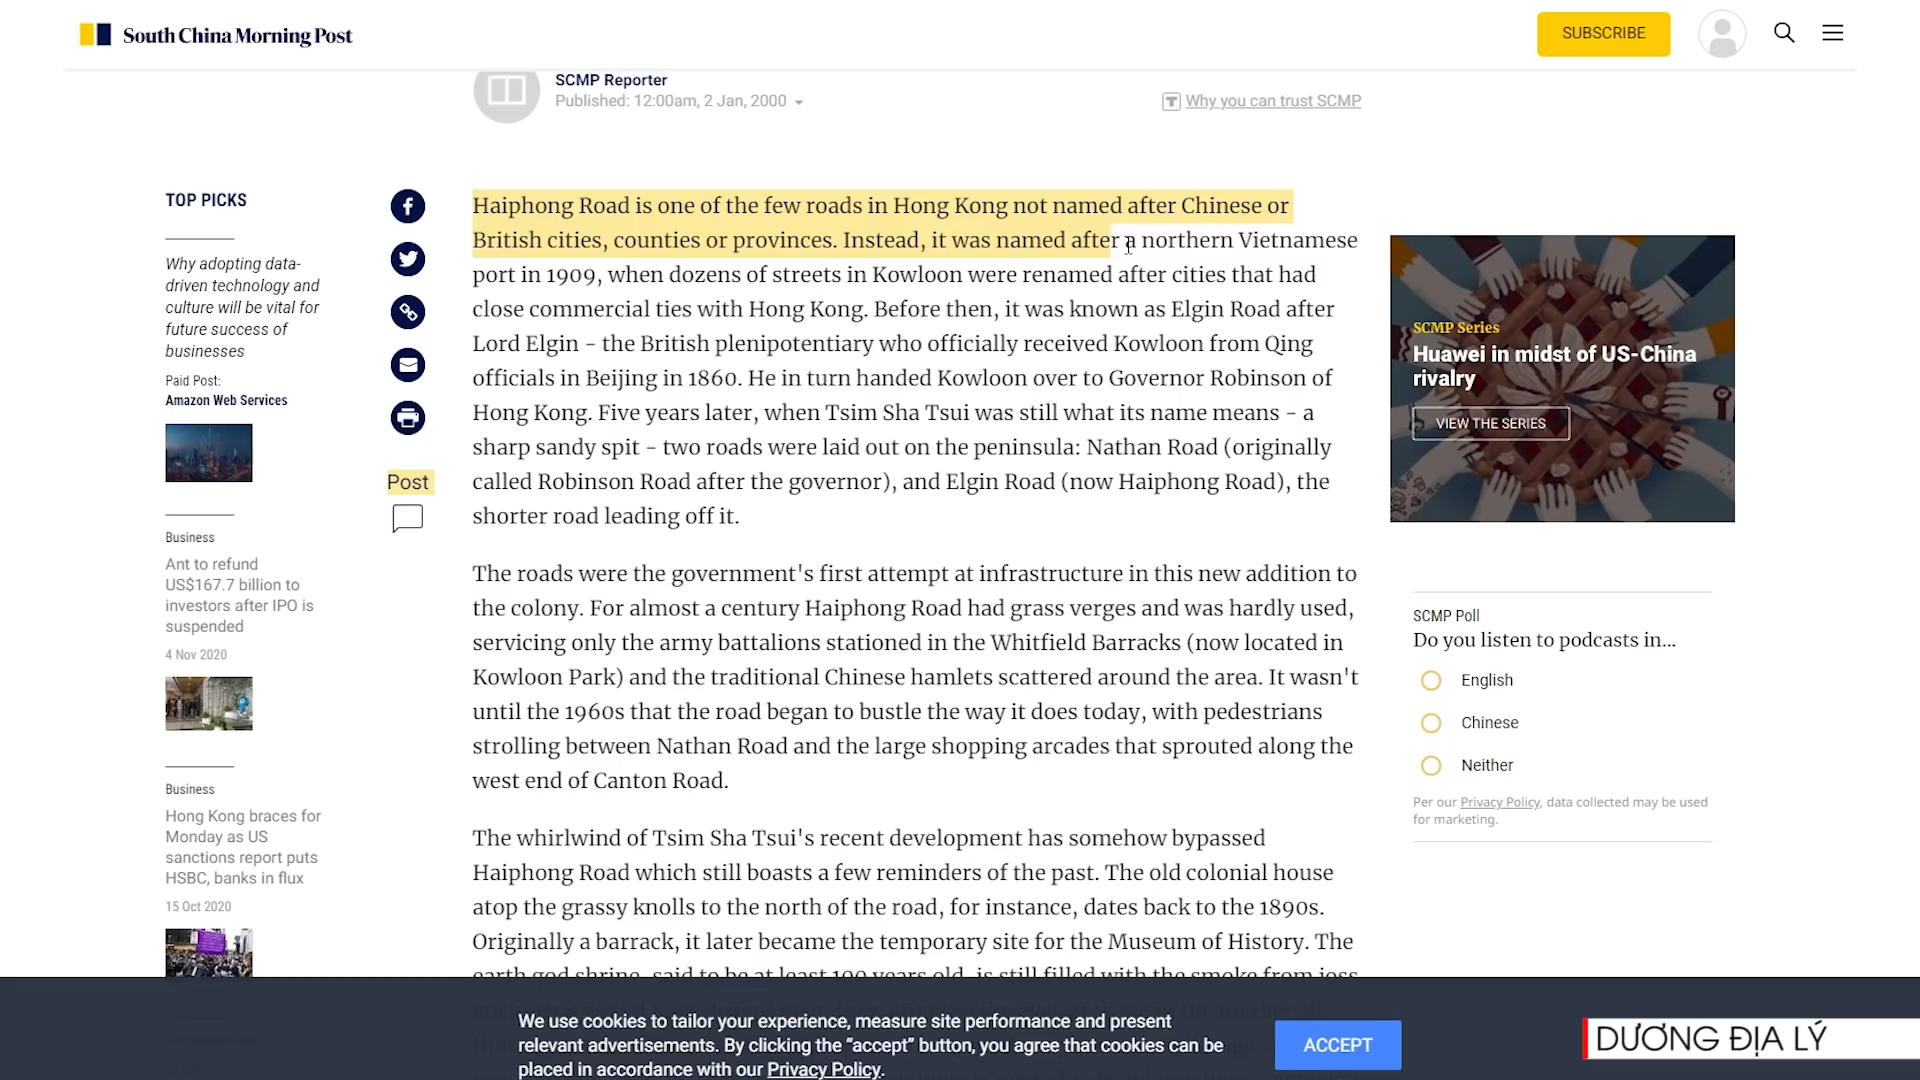 South China Morning Post
SUBSCRIBE
SCMP Reporter
Published: 12:00am, 2 Jan, 2000
Why you can trust SCMP
TOP PICKS
Why adopting data-
driven technology and
culture will be vital for
future success of
businesses
Paid Post:
Amazon Web Services
Business
Ant to refund
US$167.7 billion to
investors after IPO is
suspended
4 Nov 2020
Business
Hong Kong braces for
Monday as US
sanctions report puts
HSBC, banks in flux
15 Oct 2020
Post
Haiphong Road is one of the few roads in Hong Kong not named after Chinese or
British cities, counties or provinces. Instead, it was named after a northern Vietnamese
port in 1909, when dozens of streets in Kowloon were renamed after cities that had
close commercial ties with Hong Kong. Before then, it was known as Elgin Road after
Lord Elgin – the British plenipotentiary who officially received Kowloon from Qing
officials in Beijing in 1860. He in turn handed Kowloon over to Governor Robinson of
Hong Kong. Five years later, when Tsim Sha Tsui was still what its name means – a
sharp sandy spit – two roads were laid out on the peninsula: Nathan Road (originally
called Robinson Road after the governor), and Elgin Road (now Haiphong Road), the
shorter road leading off it.
The roads were the government's first attempt at infrastructure in this new addition to
the colony. For almost a century Haiphong Road had grass verges and was hardly used,
servicing only the army battalions stationed in the Whitfield Barracks (now located in
Kowloon Park) and the traditional Chinese hamlets scattered around the area. It wasn't
until the 1960s that the road began to bustle the way it does today, with pedestrians
strolling between Nathan Road and the large shopping arcades that sprouted along the
west end of Canton Road.
The whirlwind of Tsim Sha Tsui's recent development has somehow bypassed
Haiphong Road which still boasts a few reminders of the past. The old colonial house
atop the grassy knolls to the north of the road, for instance, dates back to the 1890s.
Originally a barrack, it later became the temporary site for the Museum of History. The
earth god shrine, said to be at least 100 years old, is still filled with the smoke from joss
SCMP Series
Huawei in midst of US-China
rivalry
VIEW THE SERIES
SCMP Poll
Do you listen to podcasts in...
English
Chinese
Neither
Per our Privacy Policy, data collected may be used
for marketing.
We use cookies to tailor your experience, measure site performance and present
relevant advertisements. By clicking the “accept” button, you agree that cookies can be
placed in accordance with our Privacy Policy.
ACCEPT
DƯƠNG ĐỊA LÝ